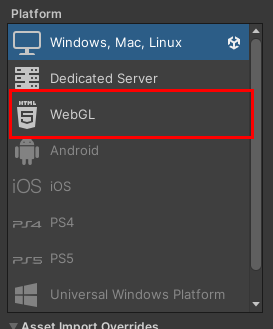 Platform
Windows, Mac, Linux
Dedicated Server
HTML
5
WebGL
Android
iOS
iOS
PS4
PS4
PS5
PS5
Universal Windows Platform
Asset Import Overrides